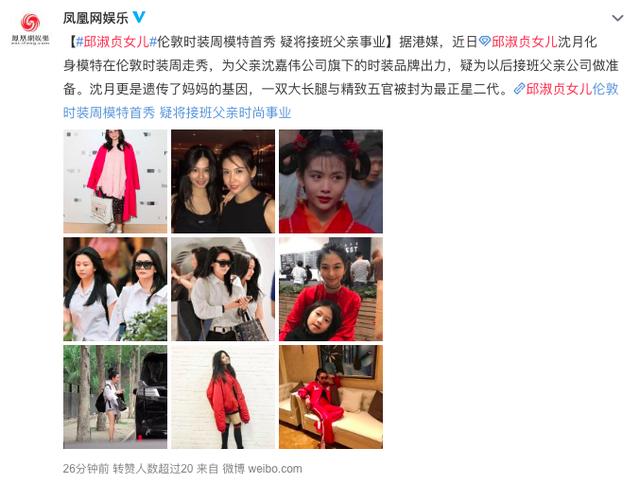 鳳凰網娛樂
凤凰网娱乐
【#邱淑贞女儿#伦敦时装周模特首秀 疑将接班父亲事业】据港媒，近日邱淑贞女儿沈月化
身模特在伦敦时装周走秀，为父亲沈嘉伟公司旗下的时装品牌出力，疑为以后接班父亲公司做准
备。沈月更是遗传了妈妈的基因，一双大长腿与精致五官被封为最正星二代。邱淑贞女儿伦敦
时装周模特首秀 疑将接班父亲时尚事业
26分钟前 转赞人数超过20 来自 微博 weibo.com